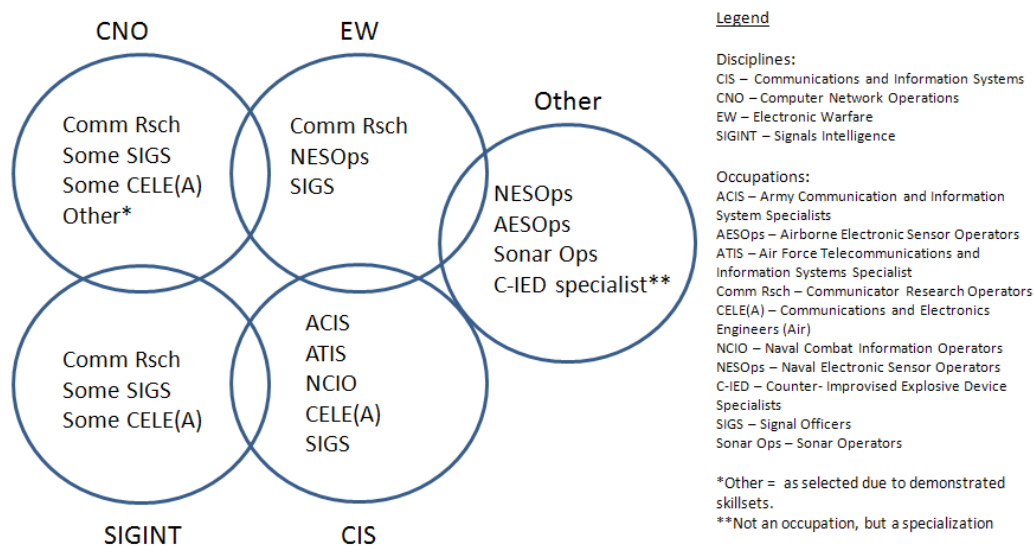 CNO
EW
Other
Comm Rsch
Some SIGS
Some CELE(A)
Other*
Comm Rsch
NESOps
SIGS
NESOps
AESOps
Sonar Ops
C-IED specialist**
Comm Rsch
Some SIGS
Some CELE(A)
ACIS
ATIS
NCIO
CELE(A)
SIGS
SIGINT
CIS
Legend
Disciplines:
CIS – Communications and Information Systems
CNO – Computer Network Operations
EW – Electronic Warfare
SIGINT – Signals Intelligence
Occupations:
ACIS – Army Communication and Information
System Specialists
AESOps – Airborne Electronic Sensor Operators
ATIS – Air Force Telecommunications and
Information Systems Specialist
Comm Rsch – Communicator Research Operators
CELE(A) – Communications and Electronics
Engineers (Air)
NCIO – Naval Combat Information Operators
NESOps – Naval Electronic Sensor Operators
C-IED – Counter- Improvised Explosive Device
Specialists
SIGS – Signal Officers
Sonar Ops – Sonar Operators
*Other = as selected due to demonstrated
skillsets.
**Not an occupation, but a specialization